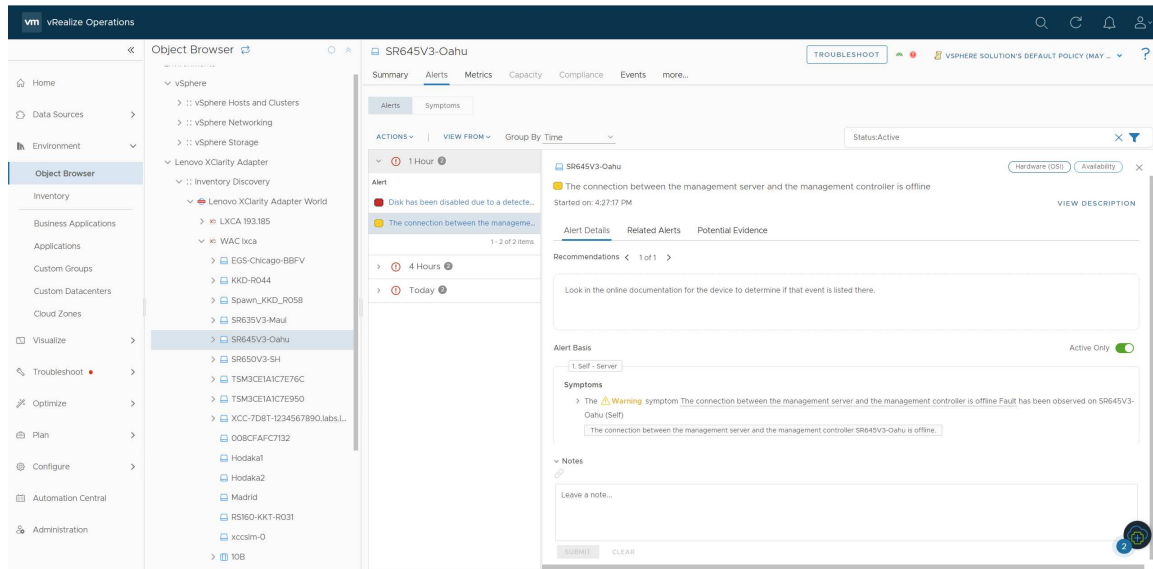 vm vRealize Operations
Home
Data Sources
Environment
Object Browser
Inventory
Business Applications
Applications
Custom Groups
Custom Datacenters
Cloud Zones
Visualize
Troubleshoot
Optimize
Plan
Configure
Automation Central
Administration
Object Browser
vSphere
:: vSphere Hosts and Clusters
:: vSphere Networking
:: vSphere Storage
Lenovo XClarity Adapter
:: Inventory Discovery
Lenovo XClarity Adapter World
LXCA 193.185
WAC lxca
EGS-Chicago-BBFV
KKD-R044
Spawn_KKD_R058
SR635V3-Maui
SR645V3-Oahu
SR650V3-SH
TSM3CE1A1C7E76C
TSM3CE1A1C7E950
XCC-7D8T-1234567890.labs.l...
008CFAFC7132
Hodaka1
Hodaka2
Madrid
RS160-KKT-R031
xccsim-0
10B
SR645V3-Oahu
TROUBLESHOOT
VSPHERE SOLUTION'S DEFAULT POLICY (MAY ...
?
Summary Alerts Metrics Capacity Compliance Events more...
Alerts Symptoms
ACTIONS | VIEW FROM Group By Time
Status:Active
1 Hour 2
Alert
Disk has been disabled due to a detecte...
The connection between the manageme...
1 - 2 of 2 items
4 Hours 2
Today 2
SR645V3-Oahu
Hardware (OSI) Availability
The connection between the management server and the management controller is offline
Started on: 4:27:17 PM
VIEW DESCRIPTION
Alert Details Related Alerts Potential Evidence
Recommendations < 1 of 1 >
Look in the online documentation for the device to determine if that event is listed there.
Alert Basis
Active Only
1. Self - Server
Symptoms
The Warning symptom The connection between the management server and the management controller is offline Fault has been observed on SR645V3-
Oahu (Self)
The connection between the management server and the management controller SR645V3-Oahu is offline.
Notes
Leave a note...
SUBMIT CLEAR
2